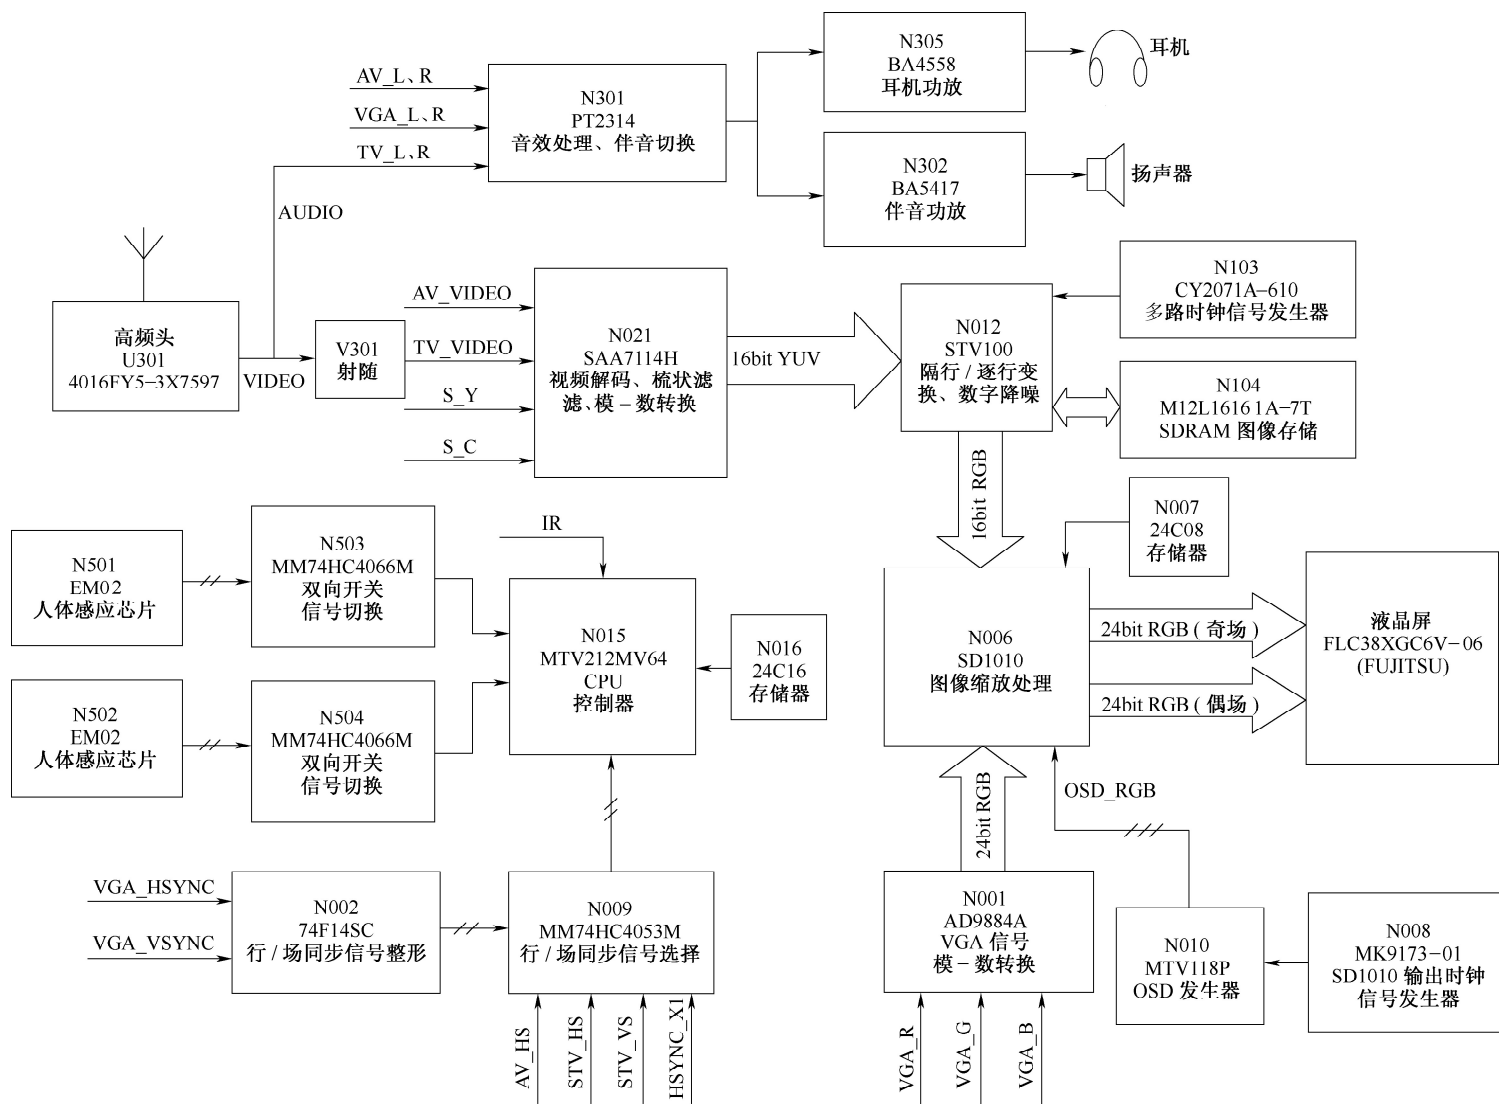 N305
BA4558
耳机功放
耳机
AV_L、R
VGA_L、R
TV_L、R
N301
PT2314
音效处理、伴音切换
N302
BA5417
伴音功放
扬声器
AUDIO
高频头
U301
4016FY5-3X7597
VIDEO
V301
射随
AV_VIDEO
TV_VIDEO
S_Y
S_C
N021
SAA7114H
视频解码、梳状滤
滤、模-数转换
16bit YUV
N012
STV100
隔行/逐行变
换、数字降噪
N103
CY2071A-610
多路时钟信号发生器
N104
M12L16161A-7T
SDRAM 图像存储
16bit RGB
N007
24C08
存储器
N501
EM02
人体感应芯片
N503
MM74HC4066M
双向开关
信号切换
IR
N015
MTV212MV64
CPU
控制器
N016
24C16
存储器
N502
EM02
人体感应芯片
N504
MM74HC4066M
双向开关
信号切换
N006
SD1010
图像缩放处理
24bit RGB(奇场)
24bit RGB(偶场)
液晶屏
FLC38XGC6V-06
(FUJITSU)
24bit RGB
OSD_RGB
VGA_HSYNC
VGA_VSYNC
N002
74F14SC
行/场同步信号整形
N009
MM74HC4053M
行/场同步信号选择
AV_HS
STV_HS
STV_VS
HSYNC_X1
N001
AD9884A
VGA 信号
模-数转换
VGA_R
VGA_G
VGA_B
N010
MTV118P
OSD 发生器
N008
MK9173-01
SD1010 输出时钟
信号发生器